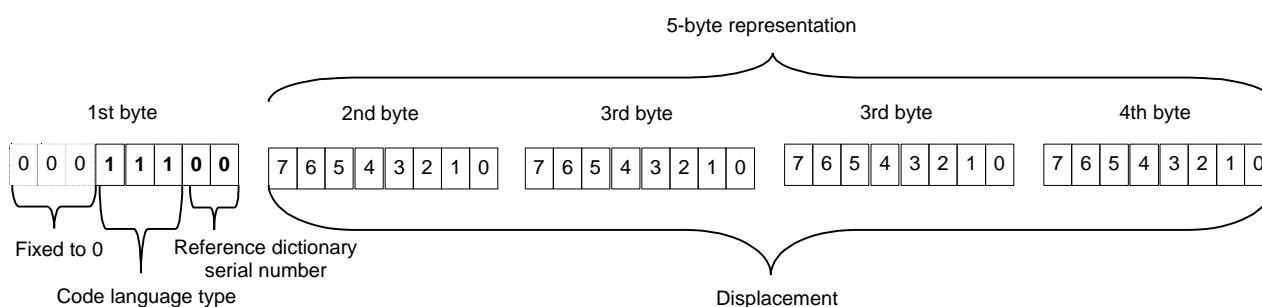 5-byte representation
1st byte 2nd byte 3rd byte 3rd byte 4th byte
0 0 0 1 1 1 0 0 7 6 5 4 3 2 1 0 7 6 5 4 3 2 1 0 7 6 5 4 3 2 1 0 7 6 5 4 3 2 1 0
Fixed to 0 Reference dictionary
serial number
Code language type Displacement